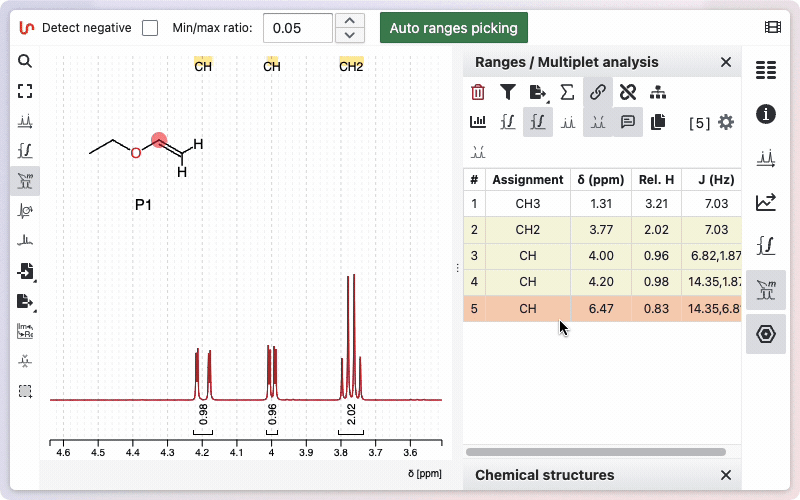 Detect negative Min/max ratio: 0.05 Auto ranges picking
CH CH CH2
H
O
H
P1
0.98 0.96 2.02
4.6 4.5 4.4 4.3 4.2 4.1 4 3.9 3.8 3.7 3.6
δ [ppm]
Ranges / Multiplet analysis
[5]
# Assignment δ (ppm) Rel. H J (Hz)
1 CH3 1.31 3.21 7.03
2 CH2 3.77 2.02 7.03
3 CH 4.00 0.96 6.82,1.87
4 CH 4.20 0.98 14.35,1.87
5 CH 6.47 0.83 14.35,6.8
Chemical structures